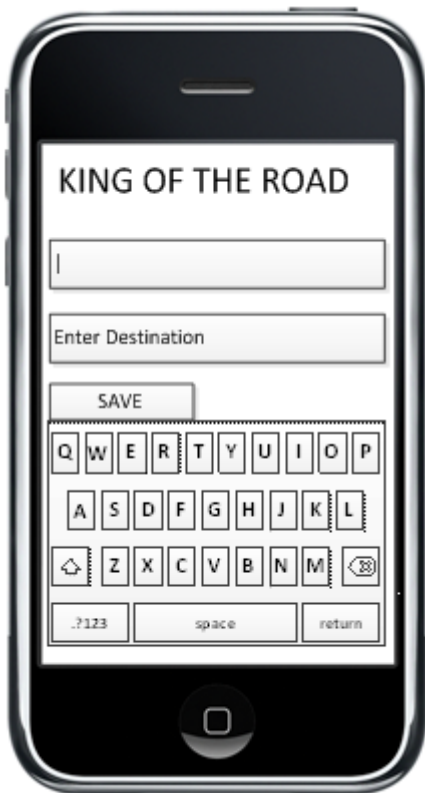 KING OF THE ROAD
Enter Destination
SAVE
Q W E R T Y U I O P
A S D F G H J K L
Z X C V B N M
.?123 space return